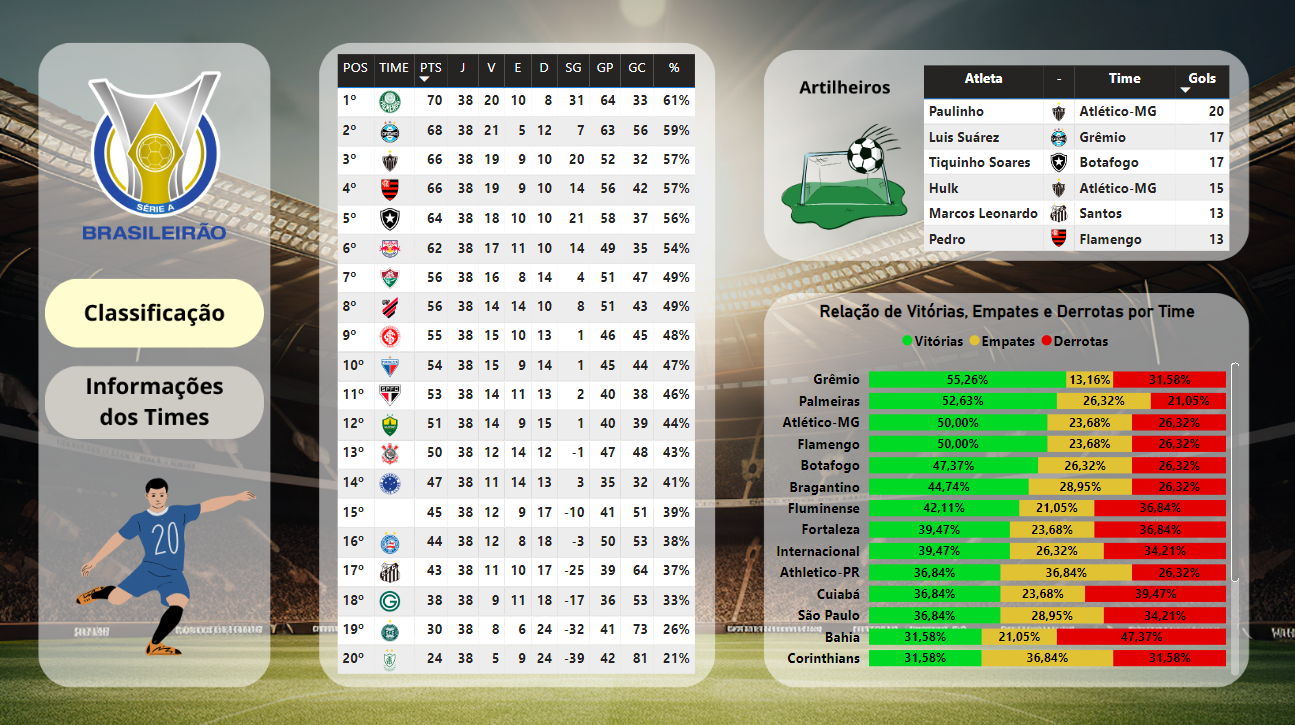 SÉRIE A
BRASILEIRÃO
Classificação
Informações
dos Times
20
POS TIME PTS J V E D SG GP GC %
1º 70 38 20 10 8 31 64 33 61%
2º 68 38 21 5 12 7 63 56 59%
3º 66 38 19 9 10 20 52 32 57%
4º 66 38 19 9 10 14 56 42 57%
5º 64 38 18 10 10 21 58 37 56%
6º 62 38 17 11 10 14 49 35 54%
7º 56 38 16 8 14 4 51 47 49%
8º 56 38 14 14 10 8 51 43 49%
9º 55 38 15 10 13 1 46 45 48%
10º 54 38 15 9 14 1 45 44 47%
11º 53 38 14 11 13 2 40 38 46%
12º 51 38 14 9 15 1 40 39 44%
13º 50 38 12 14 12 -1 47 48 43%
14º 47 38 11 14 13 3 35 32 41%
15º 45 38 12 9 17 -10 41 51 39%
16º 44 38 12 8 18 -3 50 53 38%
17º 43 38 11 10 17 -25 39 64 37%
18º 38 38 9 11 18 -17 36 53 33%
19º 30 38 8 6 24 -32 41 73 26%
20º 24 38 5 9 24 -39 42 81 21%
Artilheiros
Atleta - Time Gols
Paulinho Atlético-MG 20
Luis Suárez Grêmio 17
Tiquinho Soares Botafogo 17
Hulk Atlético-MG 15
Marcos Leonardo Santos 13
Pedro Flamengo 13
Relação de Vitórias, Empates e Derrotas por Time
Vitórias Empates Derrotas
Grêmio 55,26% 13,16% 31,58%
Palmeiras 52,63% 26,32% 21,05%
Atlético-MG 50,00% 23,68% 26,32%
Flamengo 50,00% 23,68% 26,32%
Botafogo 47,37% 26,32% 26,32%
Bragantino 44,74% 28,95% 26,32%
Fluminense 42,11% 21,05% 36,84%
Fortaleza 39,47% 23,68% 36,84%
Internacional 39,47% 26,32% 34,21%
Athletico-PR 36,84% 36,84% 26,32%
Cuiabá 36,84% 23,68% 39,47%
São Paulo 36,84% 28,95% 34,21%
Bahia 31,58% 21,05% 47,37%
Corinthians 31,58% 36,84% 31,58%